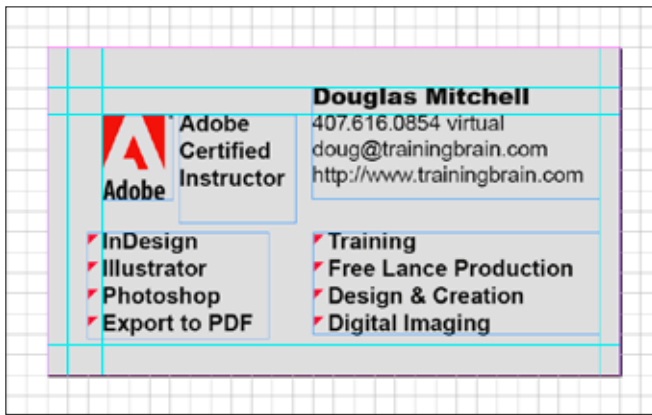 Douglas Mitchell
407.616.0854 virtual
doug@trainingbrain.com
http://www.trainingbrain.com
Adobe
Adobe
Certified
Instructor
InDesign
Illustrator
Photoshop
Export to PDF
Training
Free Lance Production
Design & Creation
Digital Imaging